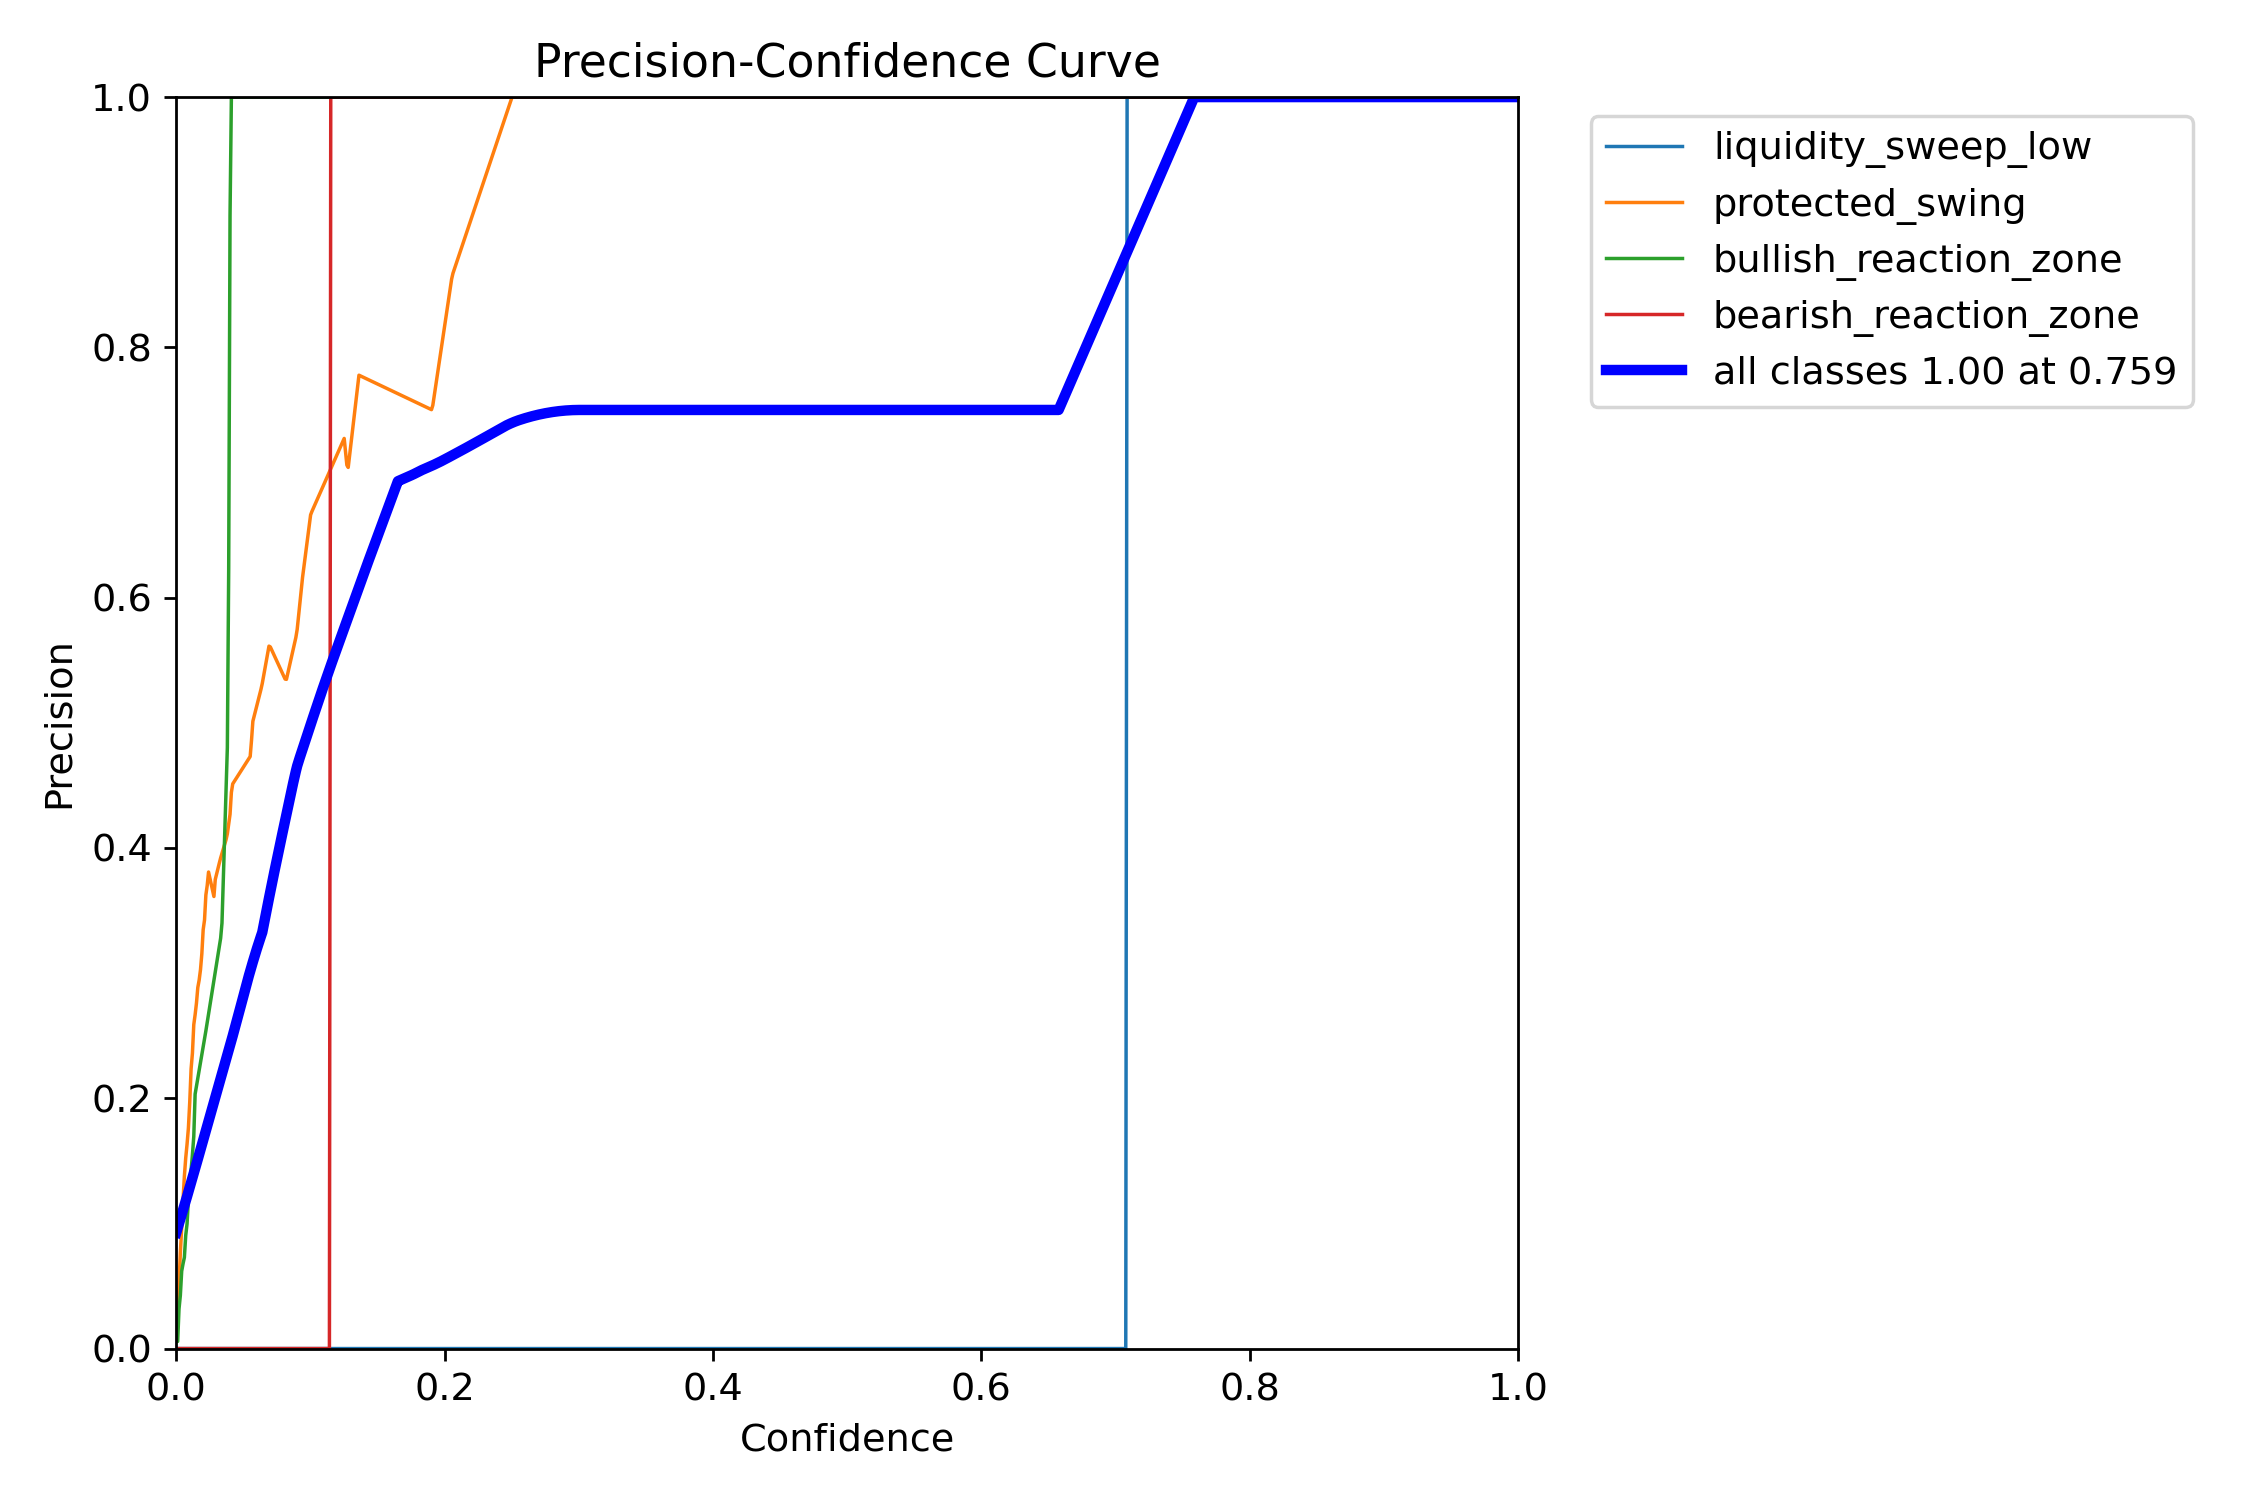 Precision-Confidence Curve
1.0
0.8
0.6
0.4
0.2
0.0
Precision
0.0 0.2 0.4 0.6 0.8 1.0
Confidence
liquidity_sweep_low
protected_swing
bullish_reaction_zone
bearish_reaction_zone
all classes 1.00 at 0.759